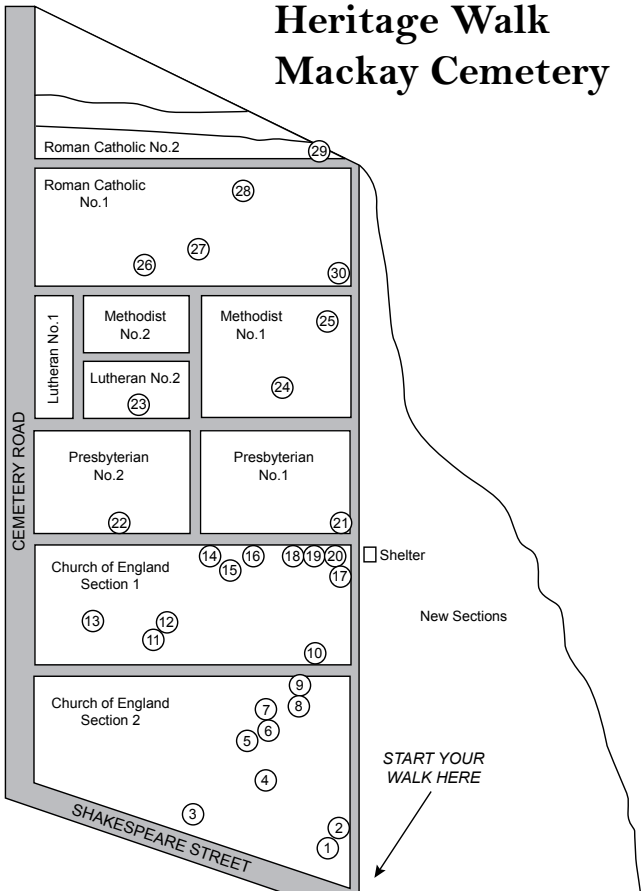 Heritage Walk
Mackay Cemetery
Roman Catholic No.2
29
Roman Catholic
No.1
28
27
26
30
Lutheran No.1
Methodist
No.2
Methodist
No.1
25
Lutheran No.2
24
23
CEMETERY ROAD
Presbyterian
No.2
Presbyterian
No.1
22
21
Church of England
Section 1
14
16
18
19
20
Shelter
15
17
13
12
11
New Sections
10
Church of England
Section 2
9
8
7
6
5
START YOUR
WALK HERE
4
3
2
1
SHAKESPEARE STREET